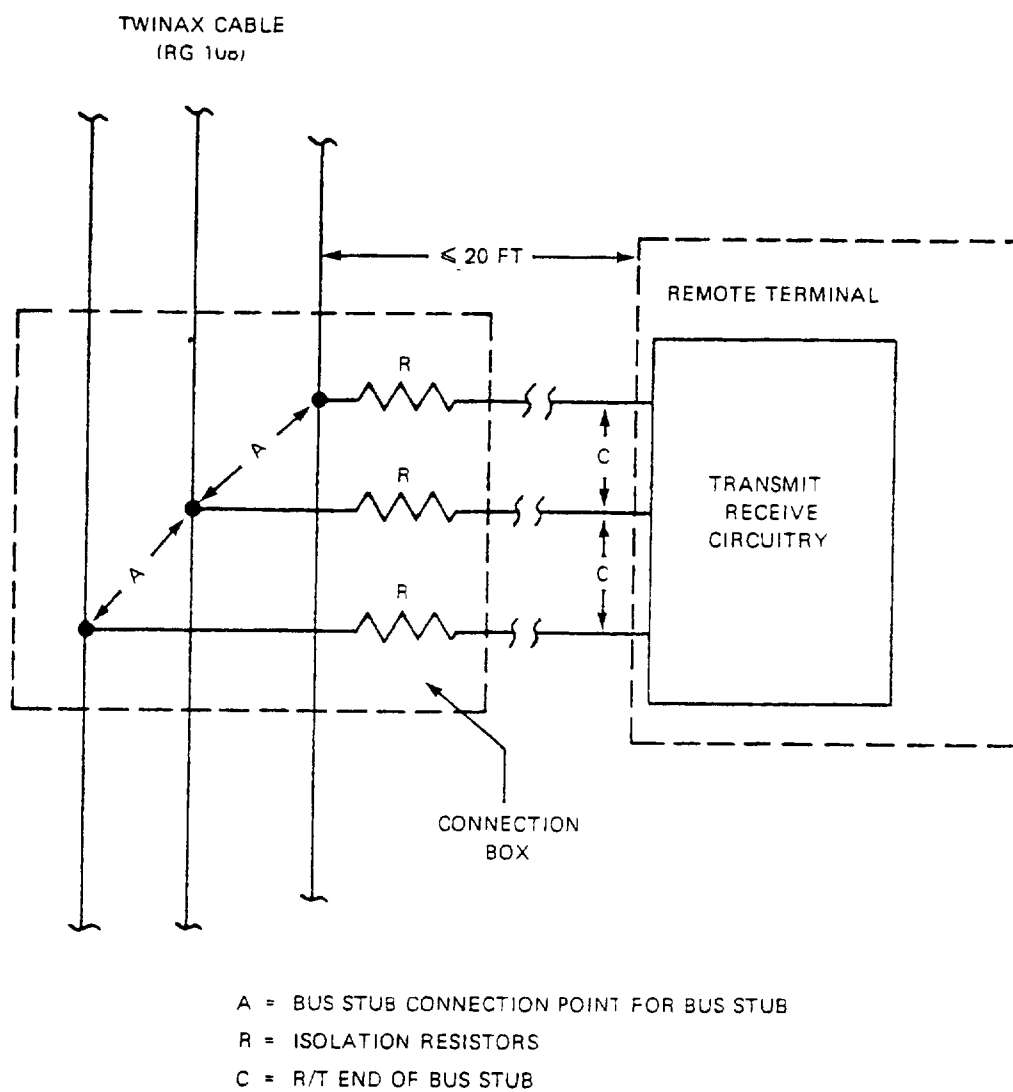 TWINAX CABLE
(RG
≤ 20 FT
REMOTE TERMINAL
R
A
C
R
TRANSMIT
RECEIVE
CIRCUITRY
A
C
R
CONNECTION
BOX
A = BUS STUB CONNECTION POINT FOR BUS STUB
R = ISOLATION RESISTORS
C = R/T END OF BUS STUB